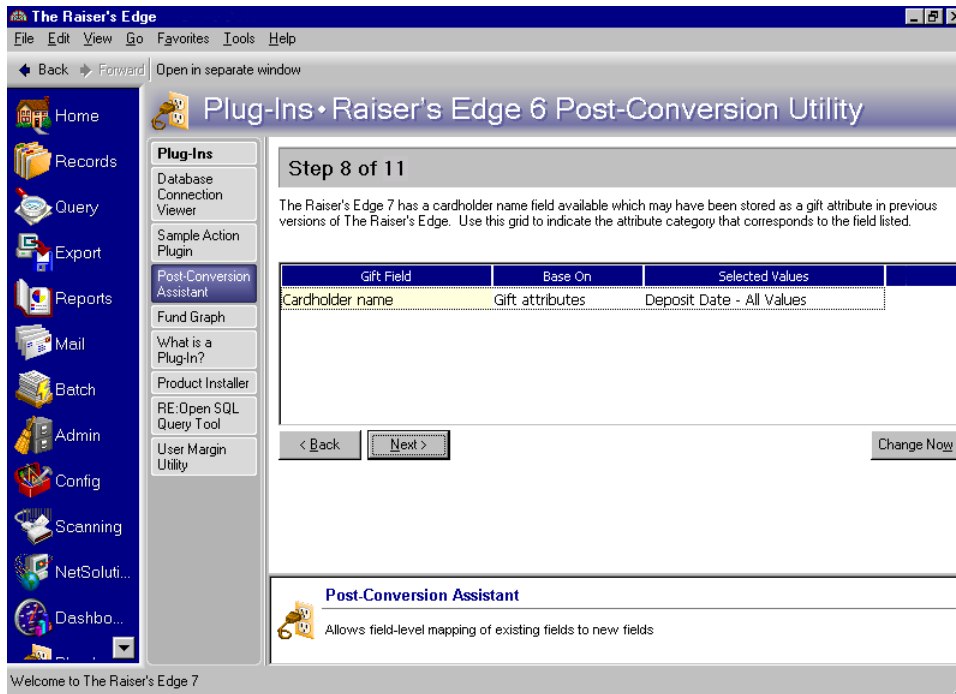 The Raiser's Edge
File Edit View Go Favorites Tools Help
Back Forward Open in separate window
Plug-Ins • Raiser's Edge 6 Post-Conversion Utility
Home
Records
Query
Export
Reports
Mail
Batch
Admin
Config
Scanning
NetSoluti...
Dashbo...
Plug-Ins
Database
Connection
Viewer
Sample Action
Plugin
Post-Conversion
Assistant
Fund Graph
What is a
Plug-In?
Product Installer
RE:Open SQL
Query Tool
User Margin
Utility
Step 8 of 11
The Raiser's Edge 7 has a cardholder name field available which may have been stored as a gift attribute in previous
versions of The Raiser's Edge. Use this grid to indicate the attribute category that corresponds to the field listed.
Gift Field Base On Selected Values
Cardholder name Gift attributes Deposit Date - All Values
< Back Next > Change Now
Post-Conversion Assistant
Allows field-level mapping of existing fields to new fields
Welcome to The Raiser's Edge 7